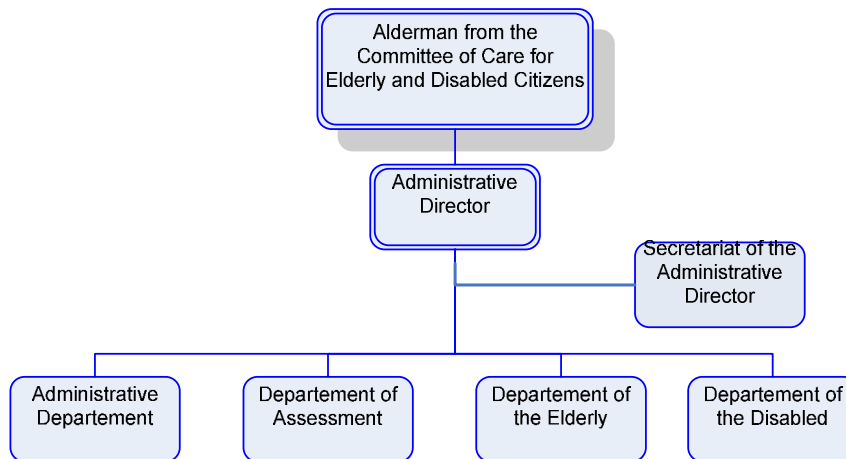 Alderman from the
Committee of Care for
Elderly and Disabled Citizens
Administrative
Director
Secretariat of the
Administrative
Director
Administrative
Departement
Departement of
Assessment
Departement of
the Elderly
Departement of
the Disabled